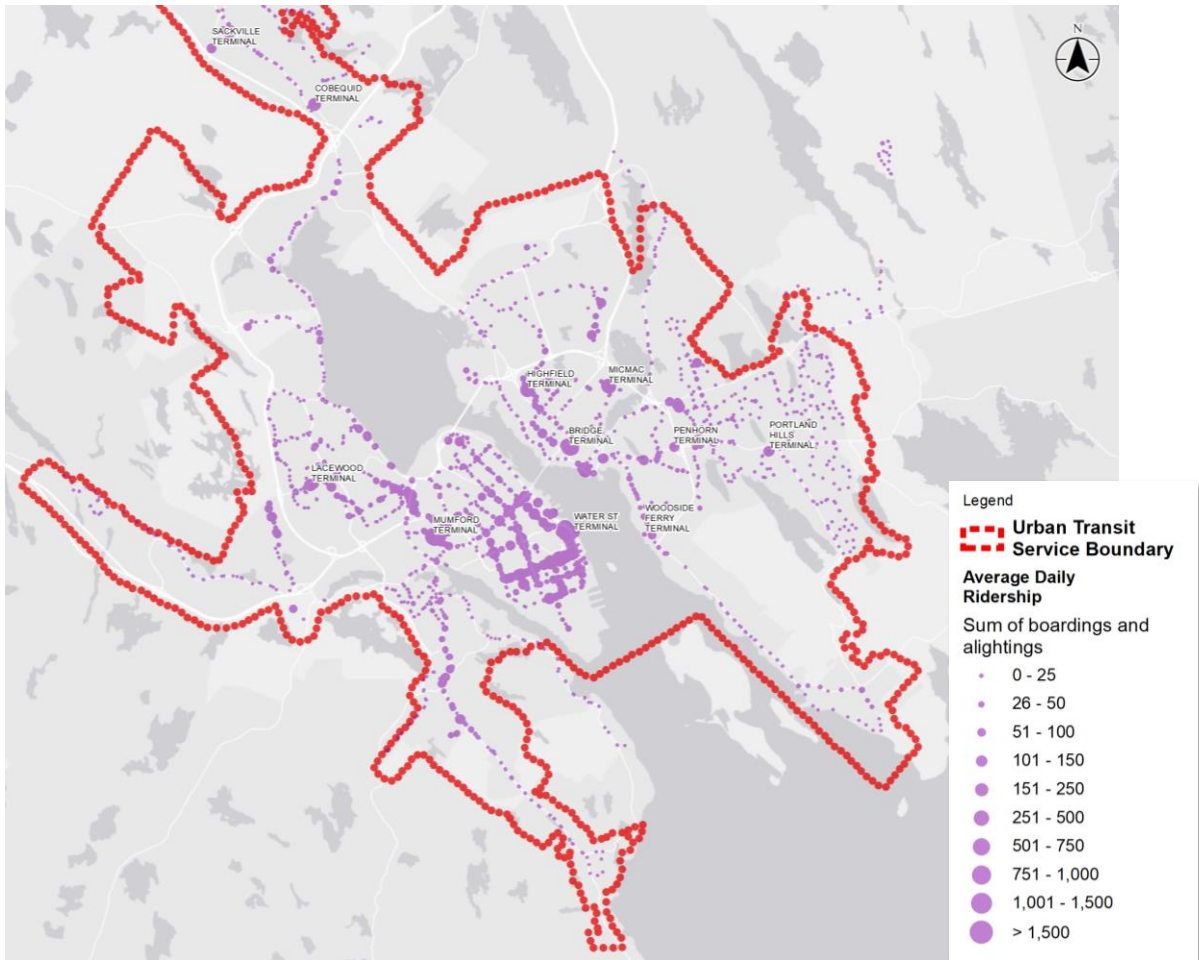 N
SACKVILLE
TERMINAL
COBEQUID
TERMINAL
HIGHFIELD
TERMINAL
MICMAC
TERMINAL
BRIDGE
TERMINAL
PENHORN
TERMINAL
PORTLAND
HILLS
TERMINAL
LACEWOOD
TERMINAL
MUMFORD
TERMINAL
WATER ST
TERMINAL
WOODSIDE
FERRY
TERMINAL
Legend
Urban Transit
Service Boundary
Average Daily
Ridership
Sum of boardings and
alightings
0 - 25
26 - 50
51 - 100
101 - 150
151 - 250
251 - 500
501 - 750
751 - 1,000
1,001 - 1,500
> 1,500